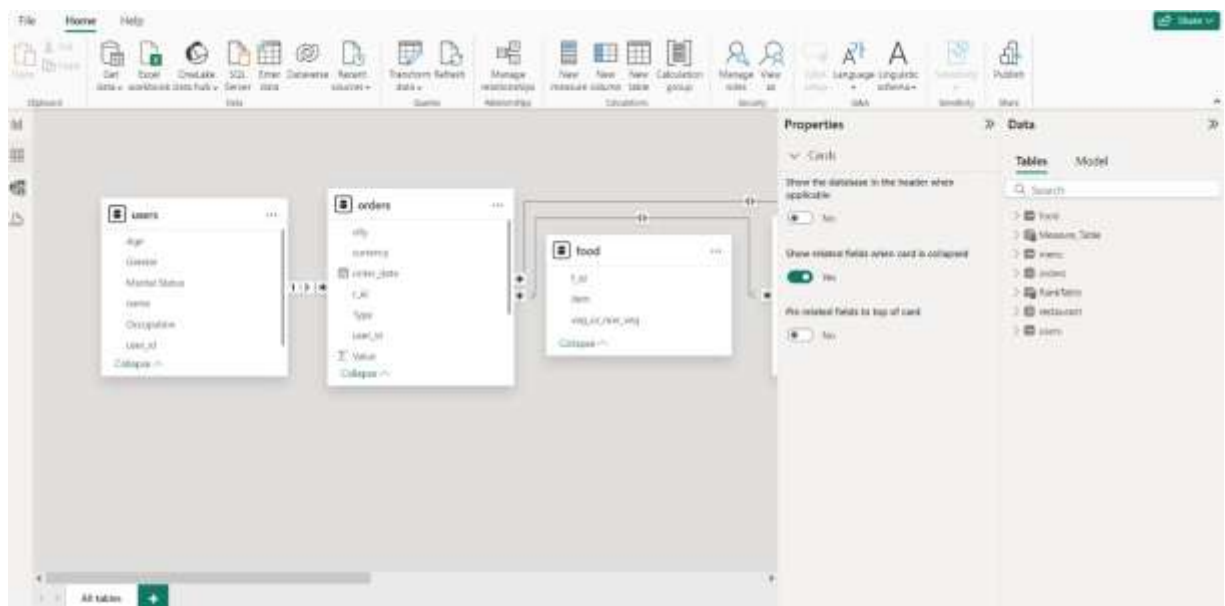 File Home Help
Share
Get data Excel workbook OneLake data hub SQL Server Enter data Dataverse Recent sources Transform data Refresh Manage relationships New measure New column New table Calculation group Manage roles View as Language Linguistic schema Publish
Clipboard Data Queries Relationships Calculations Security Q&A Sensitivity Share
Properties
Cards
Show the database in the header when applicable
No
Show related fields when card is collapsed
Yes
Pin related fields to top of card
No
Data
Tables Model
Search
food
Measure_Table
menu
orders
RankTable
restaurant
users
users
Age
Gender
Marital Status
name
Occupation
user_id
Collapse
orders
city
currency
order_date
r_id
Type
user_id
Value
Collapse
food
f_id
item
veg_or_non_veg
Collapse
All tables